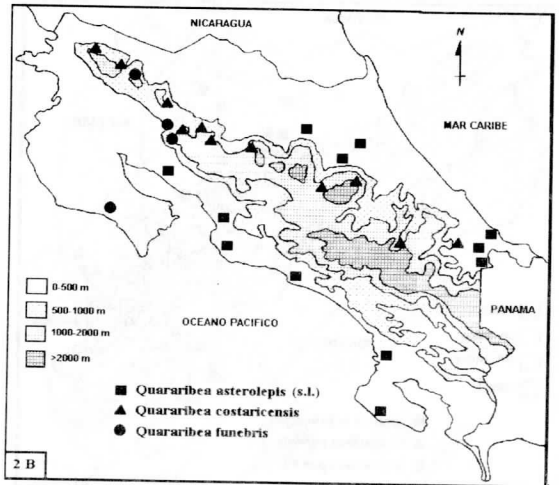 NICARAGUA
N
MAR CARIBE
0-500 m
500-1000 m
1000-2000 m
>2000 m
OCEANO PACIFICO
PANAMA
Quararibea asterolepis (s.l.)
Quararibea costaricensis
Quararibea funebris
2 B